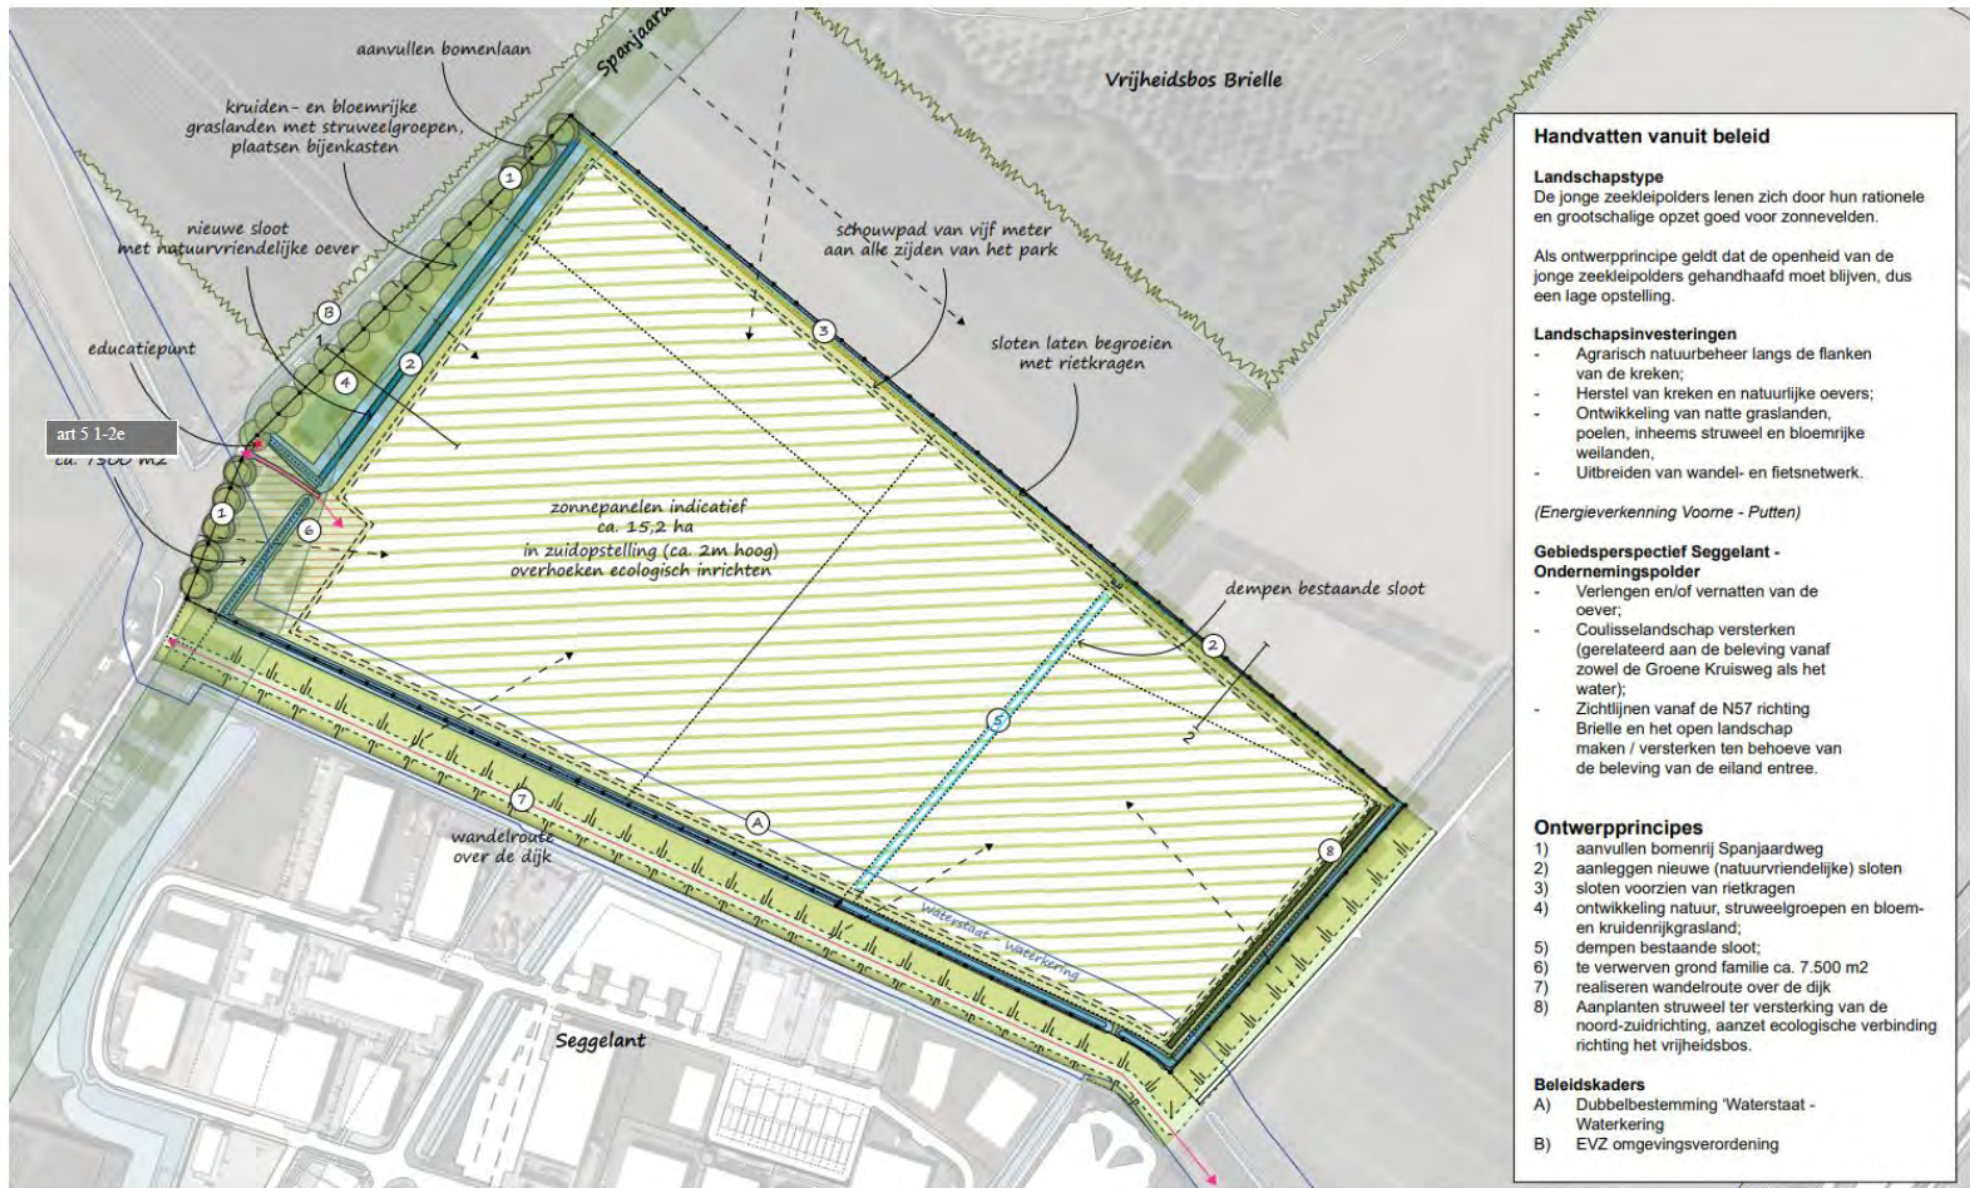 Spanjaard
Vrijheidsbos Brielle
aanvullen bomenlaan
kruiden- en bloemrijke
graslanden met struweelgroepen,
plaatsen bijenkasten
1
nieuwe sloot
met natuurvriendelijke oever
schouwpad van vijf meter
aan alle zijden van het park
B
1
3
2
sloten laten begroeien
met rietkragen
educatiepunt
4
art 5 1-2e
1
6
zonnepanelen indicatief
ca. 15,2 ha
in zuidopstelling (ca. 2m hoog)
overhoeken ecologisch inrichten
dempen bestaande sloot
2
5
2
7
A
8
wandelroute
over de dijk
Waterstaat - Waterkering
Seggelant
Handvatten vanuit beleid
Landschapstype
De jonge zeekleipolders lenen zich door hun rationele
en grootschalige opzet goed voor zonnevelden.
Als ontwerpprincipe geldt dat de openheid van de
jonge zeekleipolders gehandhaafd moet blijven, dus
een lage opstelling.
Landschapsinvesteringen
- Agrarisch natuurbeheer langs de flanken
van de kreken;
- Herstel van kreken en natuurlijke oevers;
- Ontwikkeling van natte graslanden,
poelen, inheems struweel en bloemrijke
weilanden,
- Uitbreiden van wandel- en fietsnetwerk.
(Energieverkenning Voorne - Putten)
Gebiedsperspectief Seggelant -
Ondernemingspolder
- Verlengen en/of vernatten van de
oever;
- Coulisselandschap versterken
(gerelateerd aan de beleving vanaf
zowel de Groene Kruisweg als het
water);
- Zichtlijnen vanaf de N57 richting
Brielle en het open landschap
maken / versterken ten behoeve van
de beleving van de eiland entree.
Ontwerpprincipes
1) aanvullen bomenrij Spanjaardweg
2) aanleggen nieuwe (natuurvriendelijke) sloten
3) sloten voorzien van rietkragen
4) ontwikkeling natuur, struweelgroepen en bloem-
en kruidenrijkgrasland;
5) dempen bestaande sloot;
6) te verwerven grond familie ca. 7.500 m2
7) realiseren wandelroute over de dijk
8) Aanplanten struweel ter versterking van de
noord-zuidrichting, aanzet ecologische verbinding
richting het vrijheidsbos.
Beleidskaders
A) Dubbelbestemming 'Waterstaat -
Waterkering
B) EVZ omgevingsverordening